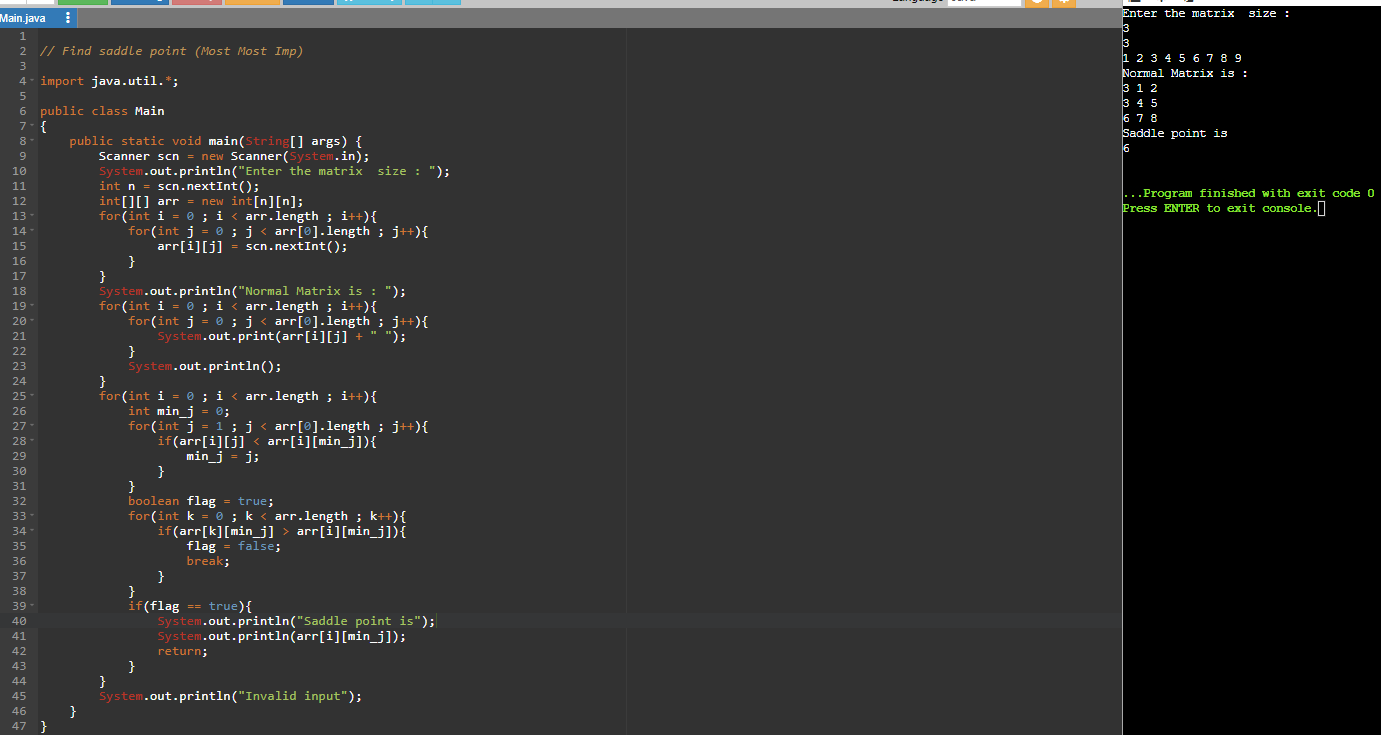 Main.java
1
2 // Find saddle point (Most Most Imp)
3
4 import java.util.*;
5
6 public class Main
7 {
8 public static void main(String[] args) {
9 Scanner scn = new Scanner(System.in);
10 System.out.println("Enter the matrix  size : ");
11 int n = scn.nextInt();
12 int[][] arr = new int[n][n];
13 for(int i = 0 ; i < arr.length ; i++){
14 for(int j = 0 ; j < arr[0].length ; j++){
15 arr[i][j] = scn.nextInt();
16 }
17 }
18 System.out.println("Normal Matrix is : ");
19 for(int i = 0 ; i < arr.length ; i++){
20 for(int j = 0 ; j < arr[0].length ; j++){
21 System.out.print(arr[i][j] + " ");
22 }
23 System.out.println();
24 }
25 for(int i = 0 ; i < arr.length ; i++){
26 int min_j = 0;
27 for(int j = 1 ; j < arr[0].length ; j++){
28 if(arr[i][j] < arr[i][min_j]){
29 min_j = j;
30 }
31 }
32 boolean flag = true;
33 for(int k = 0 ; k < arr.length ; k++){
34 if(arr[k][min_j] > arr[i][min_j]){
35 flag = false;
36 break;
37 }
38 }
39 if(flag == true){
40 System.out.println("Saddle point is");
41 System.out.println(arr[i][min_j]);
42 return;
43 }
44 }
45 System.out.println("Invalid input");
46 }
47 }
Enter the matrix  size :
3
3
1 2 3 4 5 6 7 8 9
Normal Matrix is :
3 1 2
3 4 5
6 7 8
Saddle point is
6
...Program finished with exit code 0
Press ENTER to exit console.